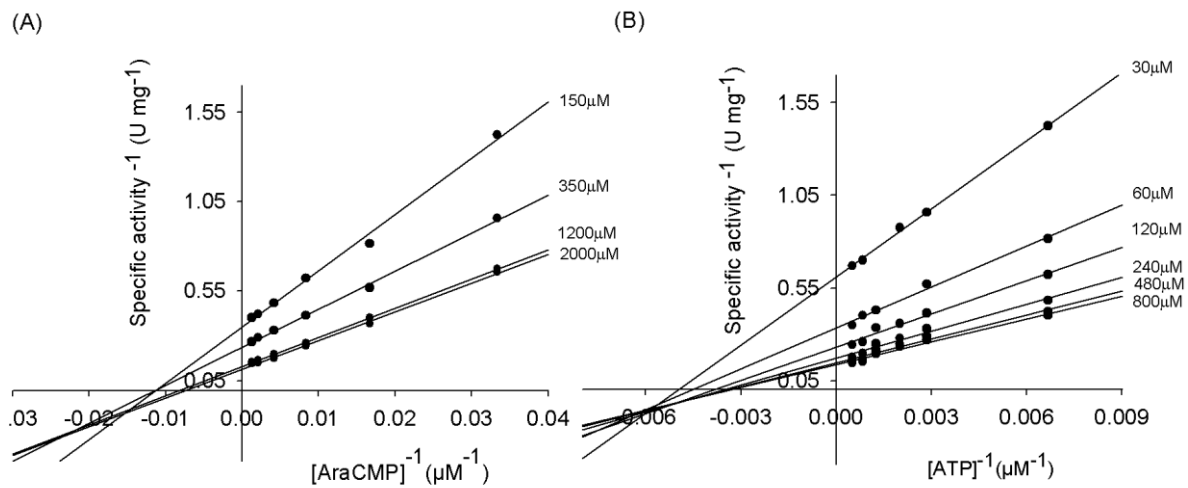 (A)
Specific activity ⁻¹ (U mg⁻¹)
1.55
1.05
0.55
0.05
.03
-0.02
-0.01
0.00
0.01
0.02
0.03
0.04
[AraCMP]⁻¹ (μM⁻¹)
150μM
350μM
1200μM
2000μM
(B)
Specific activity ⁻¹ (U mg⁻¹)
1.55
1.05
0.55
0.05
-0.006
-0.003
0.000
0.003
0.006
0.009
[ATP]⁻¹(μM⁻¹)
30μM
60μM
120μM
240μM
480μM
800μM